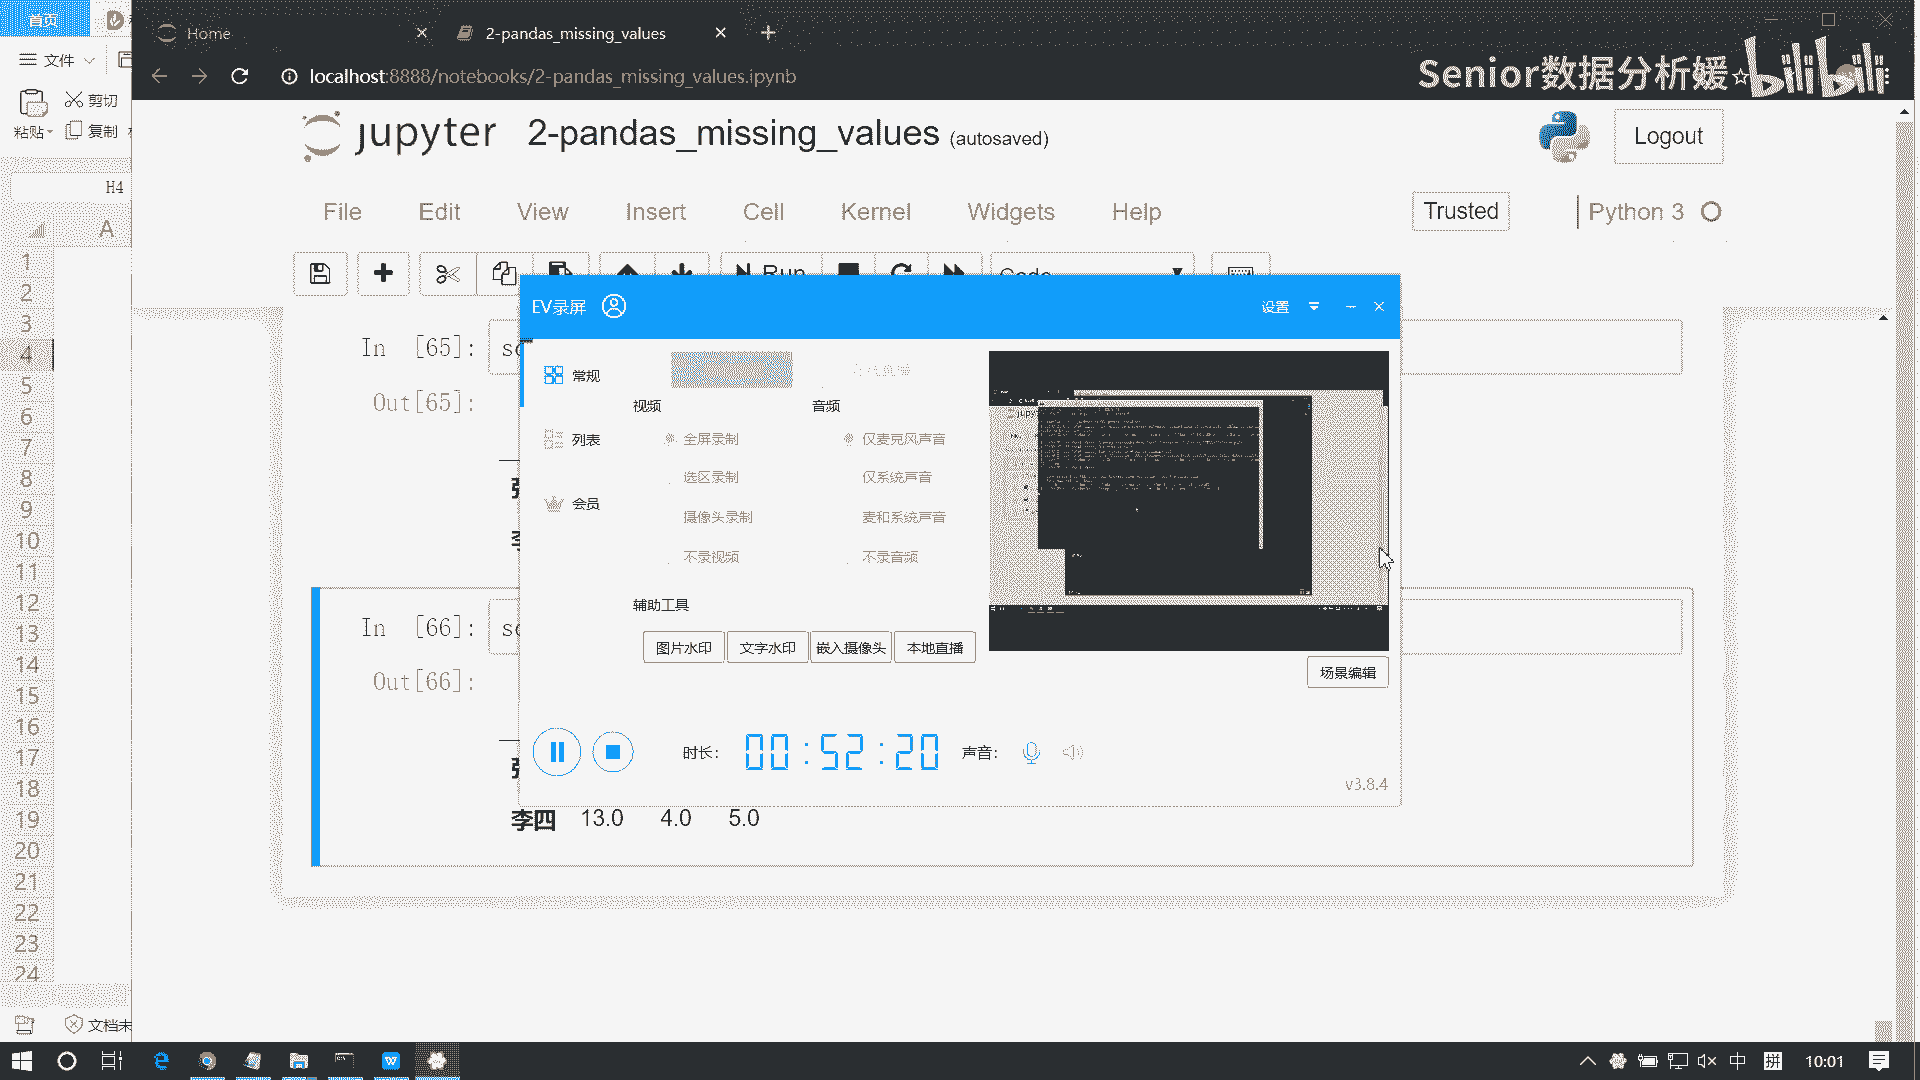 首页
Home
2-pandas_missing_values
localhost:8888/notebooks/2-pandas_missing_values.ipynb
Senior数据分析媛
bilibili
文件
粘贴
剪切
复制
jupyter 2-pandas_missing_values (autosaved)
Logout
H4
A
File Edit View Insert Cell Kernel Widgets Help
Trusted
Python 3
Run
Code
1
2
3
4
5
6
7
8
9
10
11
12
13
14
15
16
17
18
19
20
21
22
23
24
In [65]:
Out[65]:
In [66]:
Out[66]:
李四 13.0 4.0 5.0
EV录屏
设置
常规
列表
会员
视频
音频
全屏录制
仅麦克风声音
选区录制
仅系统声音
摄像头录制
麦和系统声音
不录视频
不录音频
辅助工具
图片水印
文字水印
嵌入摄像头
本地直播
场景编辑
时长:
00:52:20
声音:
v3.8.4
文档未
中
拼
10:01